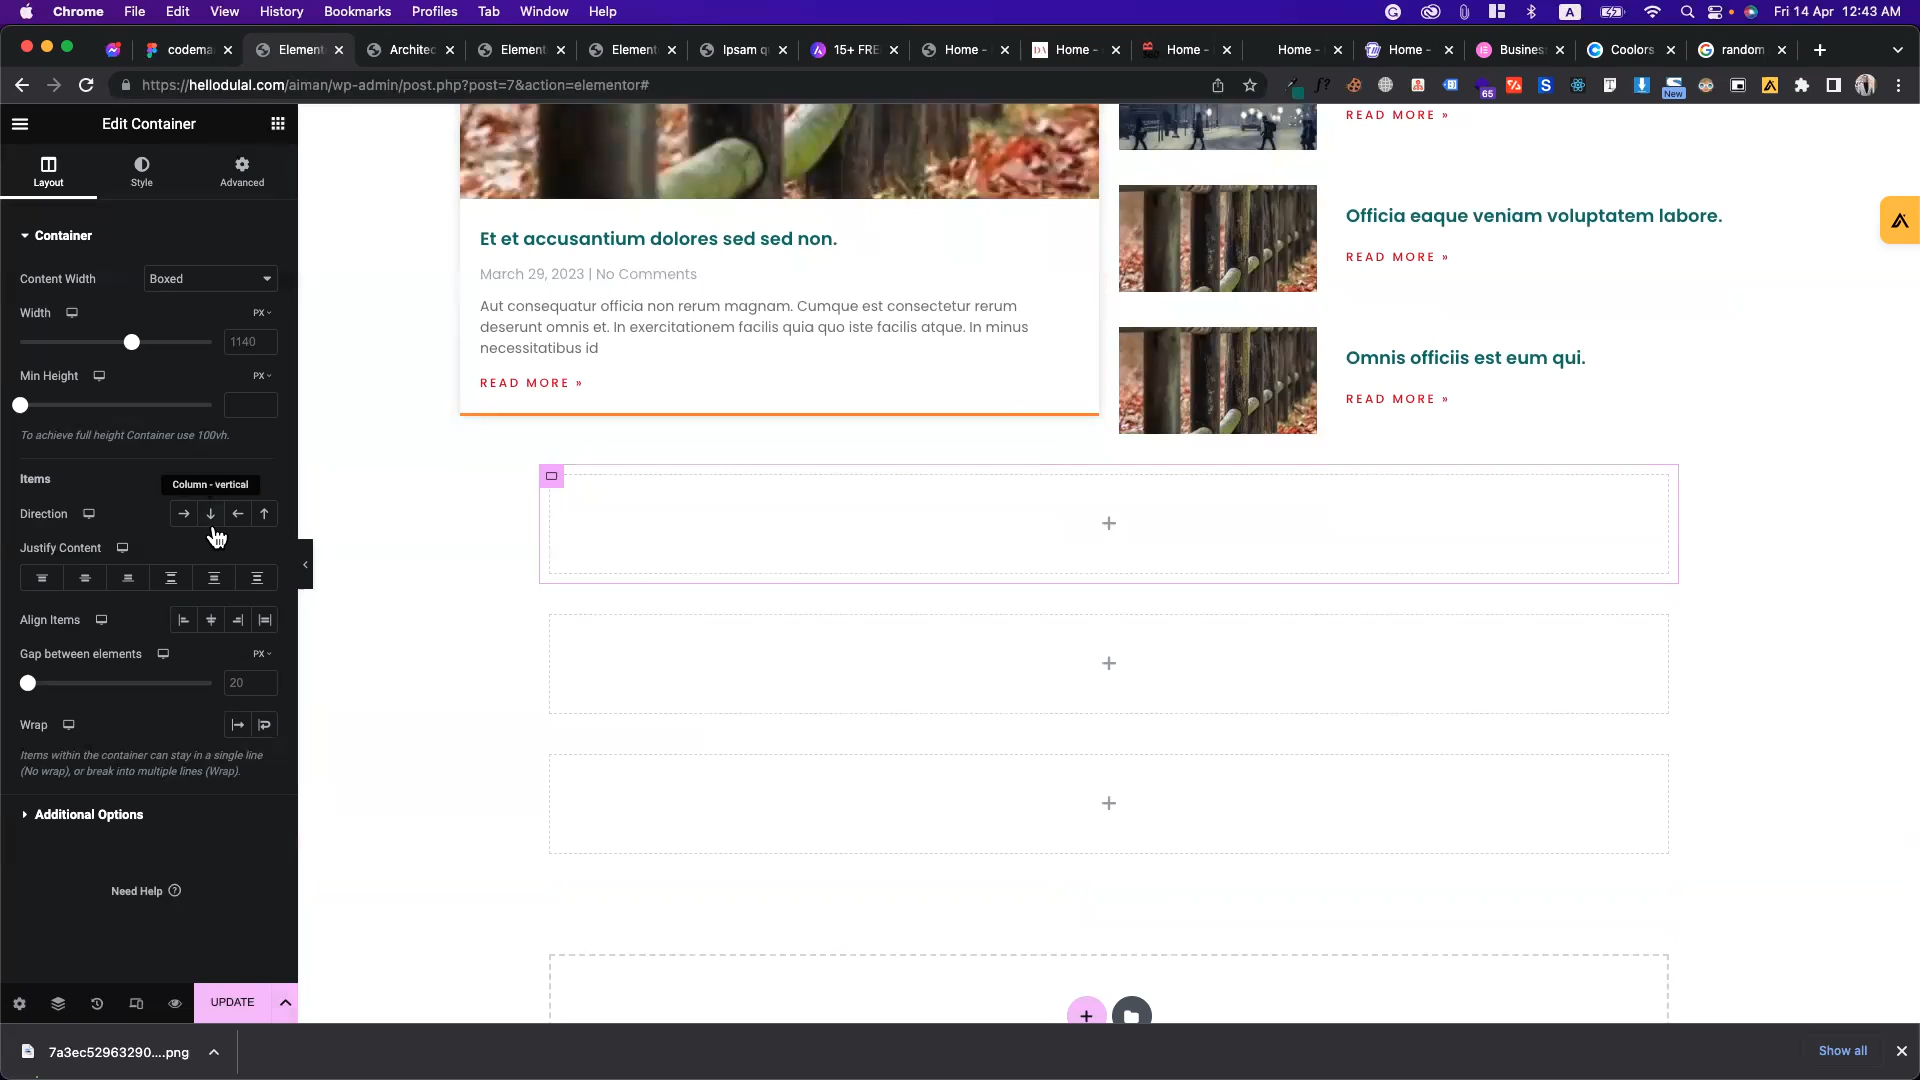 Chrome File Edit View History Bookmarks Profiles Tab Window Help A Fri 14 Apr 12:43 AM
codema Element Architec Element Element Ipsam q 15+ FRE Home - Home - Home - Home - Home - Busines Coolors random
https://hellodulal.com/aiman/wp-admin/post.php?post=7&action=elementor#
65 New
Edit Container
Layout Style Advanced
Container
Content Width Boxed
Width PX
1140
Min Height PX
To achieve full height Container use 100vh.
Items
Column - vertical
Direction
Justify Content
Align Items
Gap between elements PX
20
Wrap
Items within the container can stay in a single line
(No wrap), or break into multiple lines (Wrap).
Additional Options
Need Help
UPDATE
Et et accusantium dolores sed sed non.
March 29, 2023 | No Comments
Aut consequatur officia non rerum magnam. Cumque est consectetur rerum
deserunt omnis et. In exercitationem facilis quia quo iste facilis atque. In minus
necessitatibus id
READ MORE »
READ MORE »
Officia eaque veniam voluptatem labore.
READ MORE »
Omnis officiis est eum qui.
READ MORE »
7a3ec52963290....png
Show all